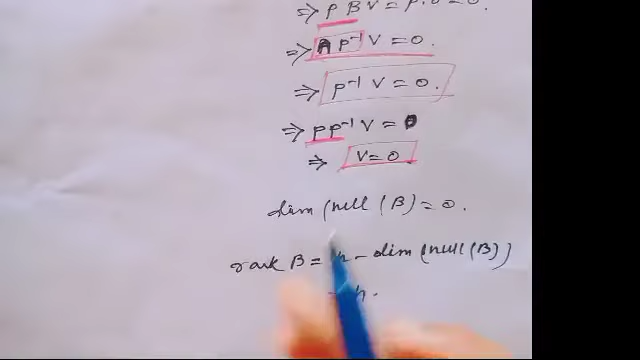 ⇒ P B V = P.0 = 0.
⇒ A P⁻¹ V = 0.
⇒ P⁻¹ V = 0.
⇒ P P⁻¹ V = 0
⇒ V = 0.
dim (null (B) = 0.
rank B = n - dim (null (B))
= n.